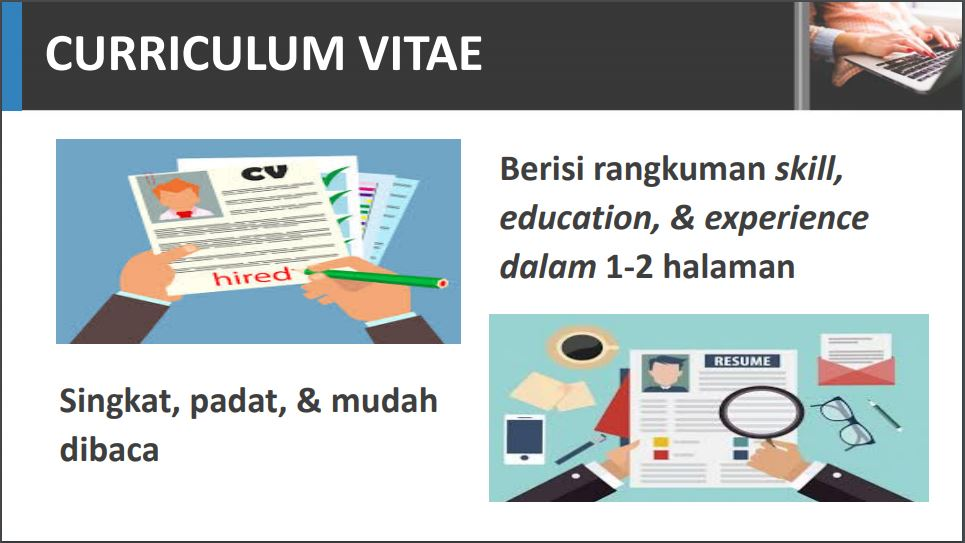 CURRICULUM VITAE
CV
hired
Berisi rangkuman skill,
education, & experience
dalam 1-2 halaman
RESUME
Singkat, padat, & mudah
dibaca